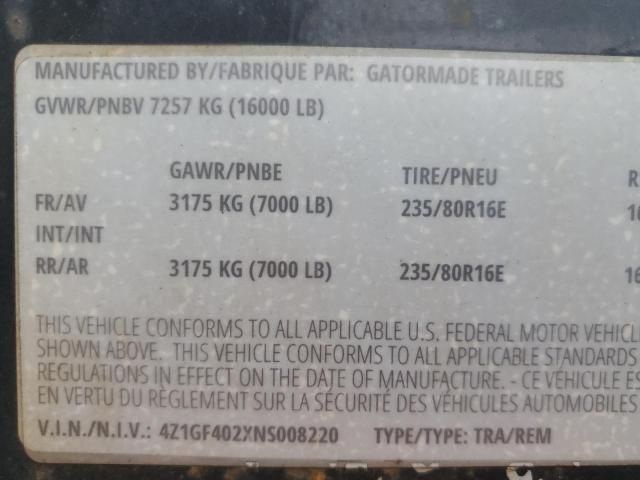 MANUFACTURED BY/FABRIQUE PAR: GATORMADE TRAILERS
GVWR/PNBV 7257 KG (16000 LB)
GAWR/PNBE TIRE/PNEU
FR/AV 3175 KG (7000 LB) 235/80R16E
INT/INT
RR/AR 3175 KG (7000 LB) 235/80R16E
THIS VEHICLE CONFORMS TO ALL APPLICABLE U.S. FEDERAL MOTOR VEHICL
SHOWN ABOVE. THIS VEHICLE CONFORMS TO ALL APPLICABLE STANDARDS
REGULATIONS IN EFFECT ON THE DATE OF MANUFACTURE. - CE VÉHICULE ES
EN VERTU DU RÈGLEMENT SUR LA SÉCURITÉ DES VÉHICULES AUTOMOBILES
V.I.N./N.I.V.: 4Z1GF402XNS008220 TYPE/TYPE: TRA/REM